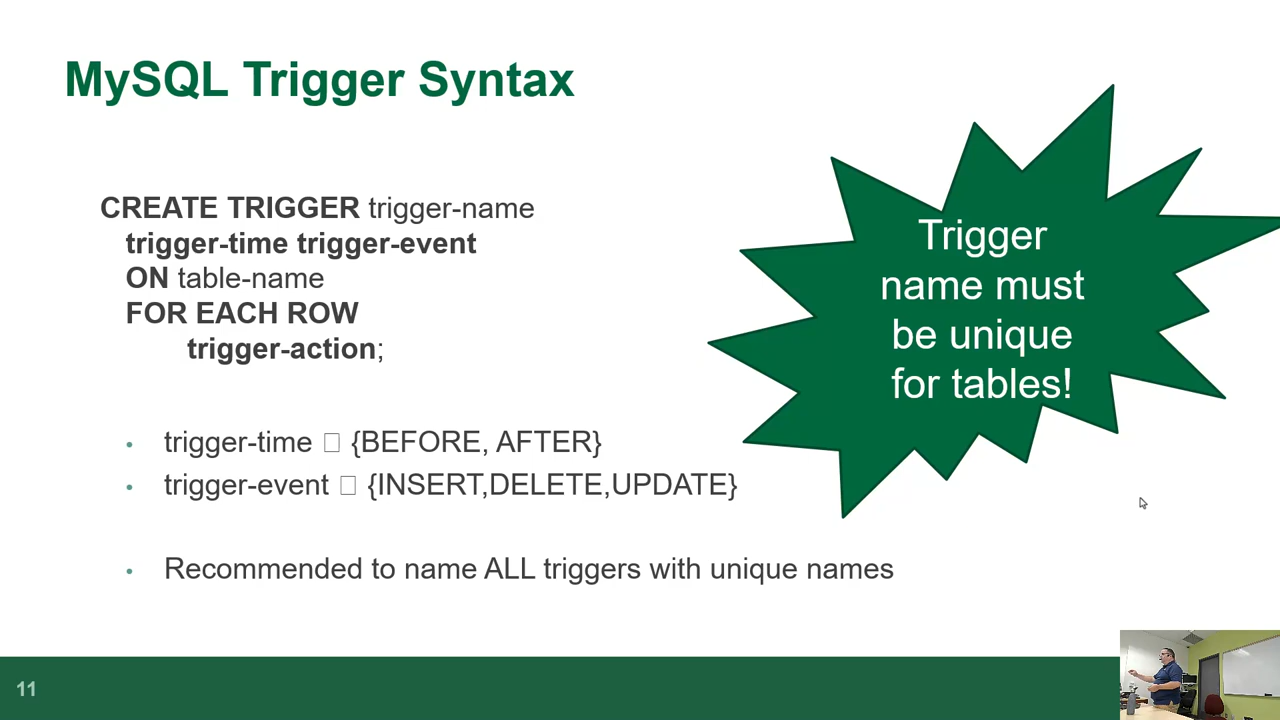 MySQL Trigger Syntax
CREATE TRIGGER trigger-name
trigger-time trigger-event
ON table-name
FOR EACH ROW
trigger-action;
• trigger-time □ {BEFORE, AFTER}
• trigger-event □ {INSERT,DELETE,UPDATE}
• Recommended to name ALL triggers with unique names
Trigger
name must
be unique
for tables!
11